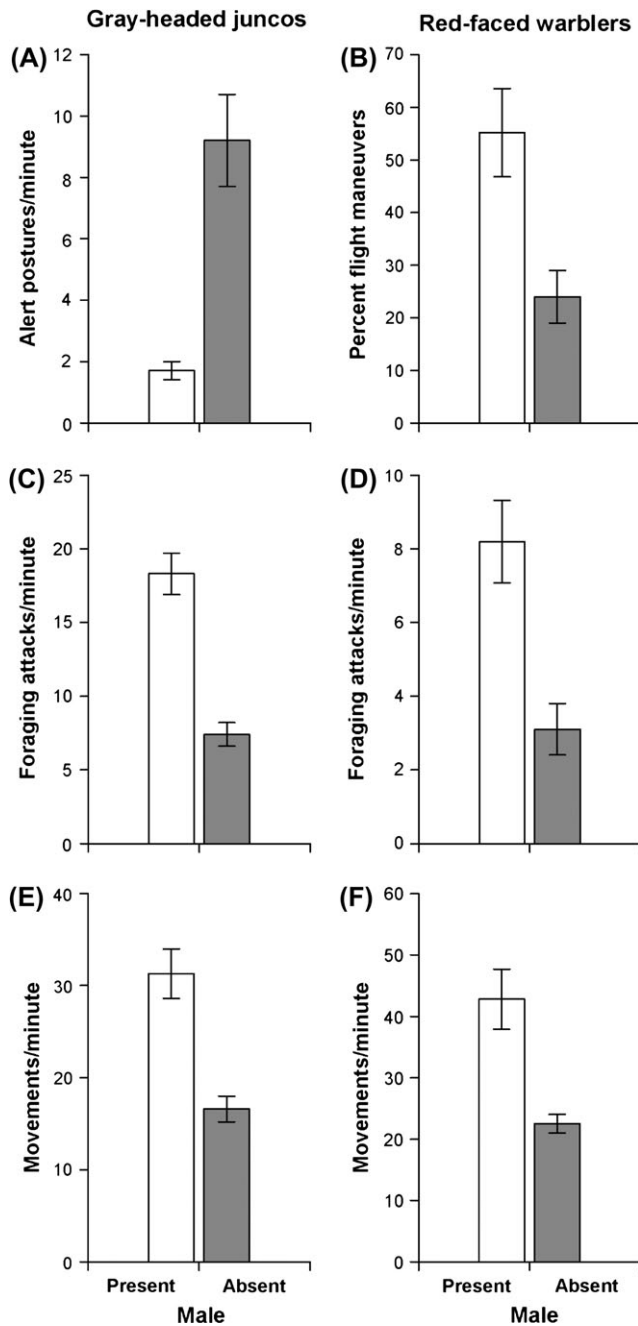 Gray-headed juncos
Red-faced warblers
(A)
Alert postures/minute
12
10
8
6
4
2
0
(B)
Percent flight maneuvers
70
60
50
40
30
20
10
0
(C)
Foraging attacks/minute
25
20
15
10
5
0
(D)
Foraging attacks/minute
10
8
6
4
2
0
(E)
Movements/minute
40
30
20
10
0
Present Absent
Male
(F)
Movements/minute
60
50
40
30
20
10
0
Present Absent
Male